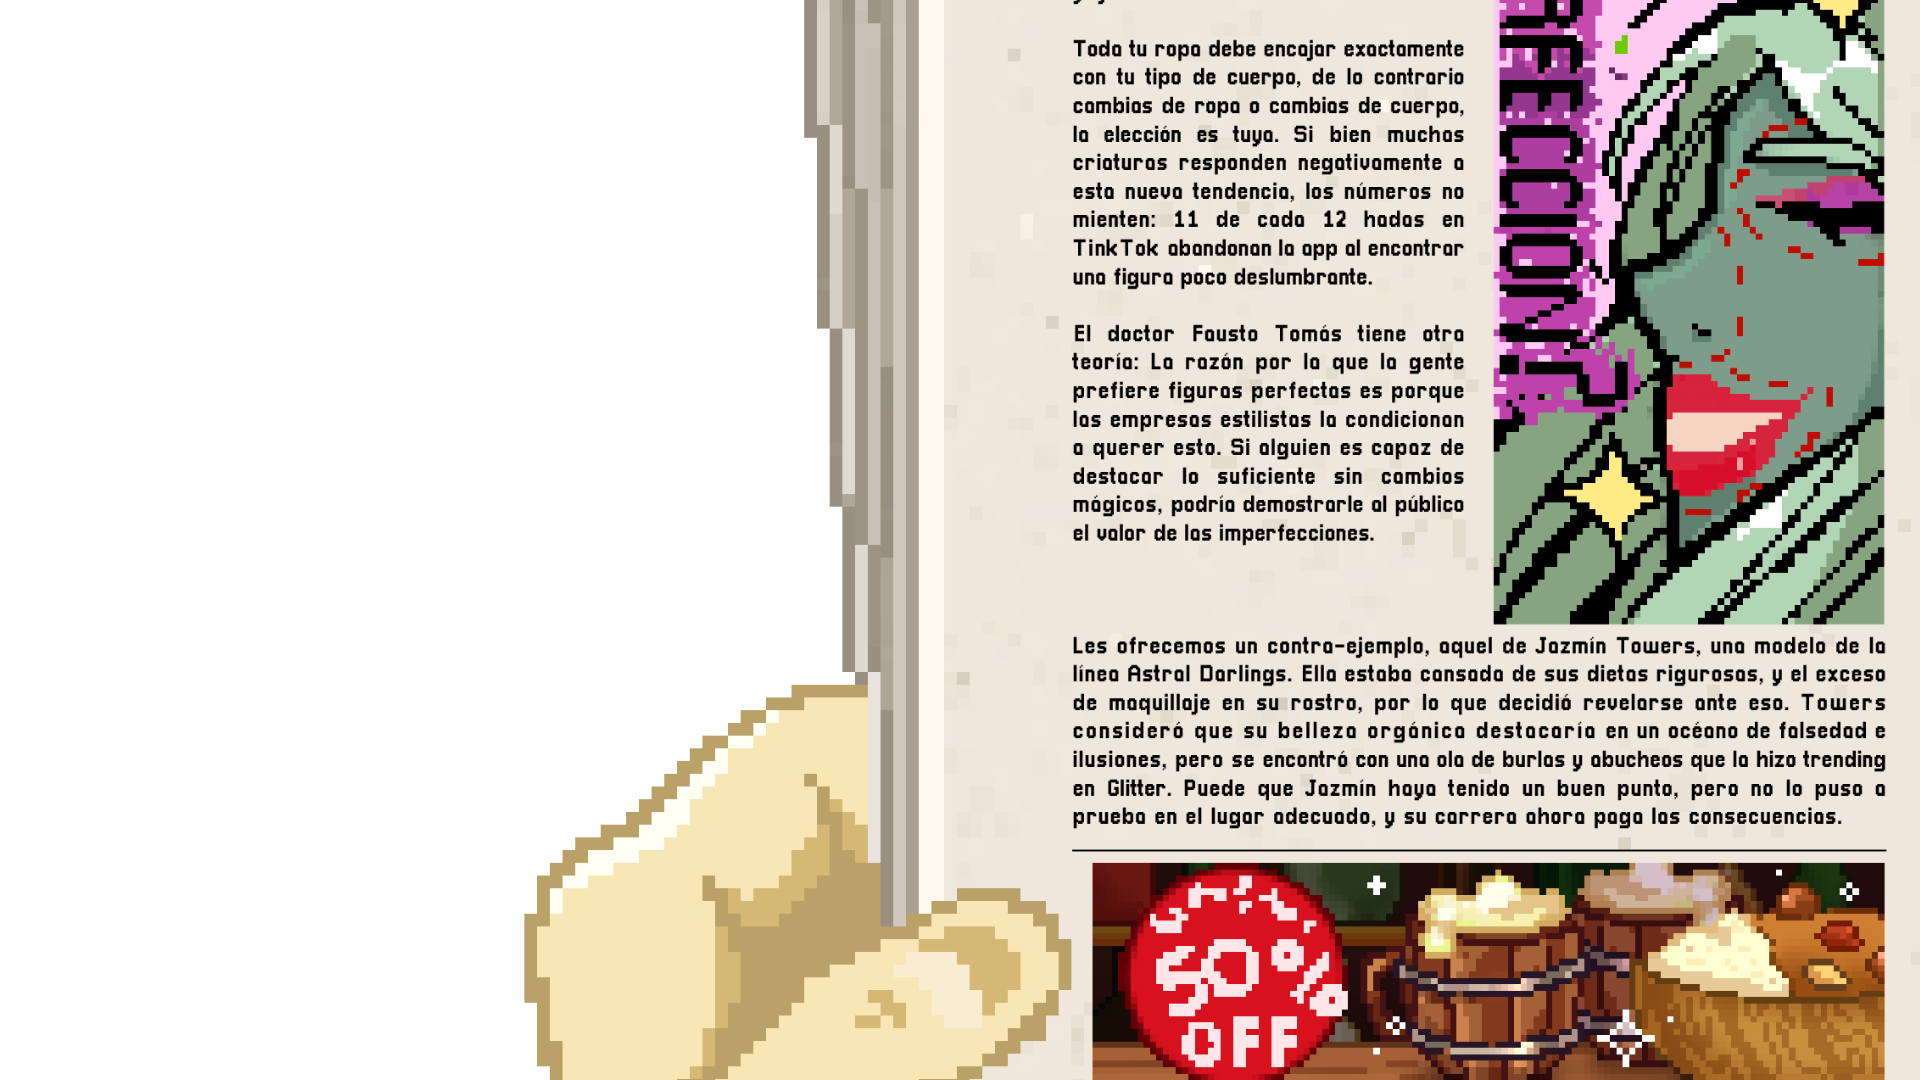 Toda tu ropa debe encajar exactamente
con tu tipo de cuerpo, de lo contrario
cambias de ropa o cambias de cuerpo,
la elección es tuya. Si bien muchas
criaturas responden negativamente a
esta nueva tendencia, los números no
mienten: 11 de cada 12 hadas en
TinkTok abandonan la app al encontrar
una figura poco deslumbrante.
El doctor Fausto Tomás tiene otra
teoría: La razón por la que la gente
prefiere figuras perfectas es porque
las empresas estilistas la condicionan
a querer esto. Si alguien es capaz de
destacar lo suficiente sin cambios
mágicos, podría demostrarle al público
el valor de las imperfecciones.
Les ofrecemos un contra-ejemplo, aquel de Jazmín Towers, una modelo de la
línea Astral Darlings. Ella estaba cansada de sus dietas rigurosas, y el exceso
de maquillaje en su rostro, por lo que decidió revelarse ante eso. Towers
consideró que su belleza orgánica destacaría en un océano de falsedad e
ilusiones, pero se encontró con una ola de burlas y abucheos que la hizo trending
en Glitter. Puede que Jazmín haya tenido un buen punto, pero no lo puso a
prueba en el lugar adecuado, y su carrera ahora paga las consecuencias.
50%
OFF